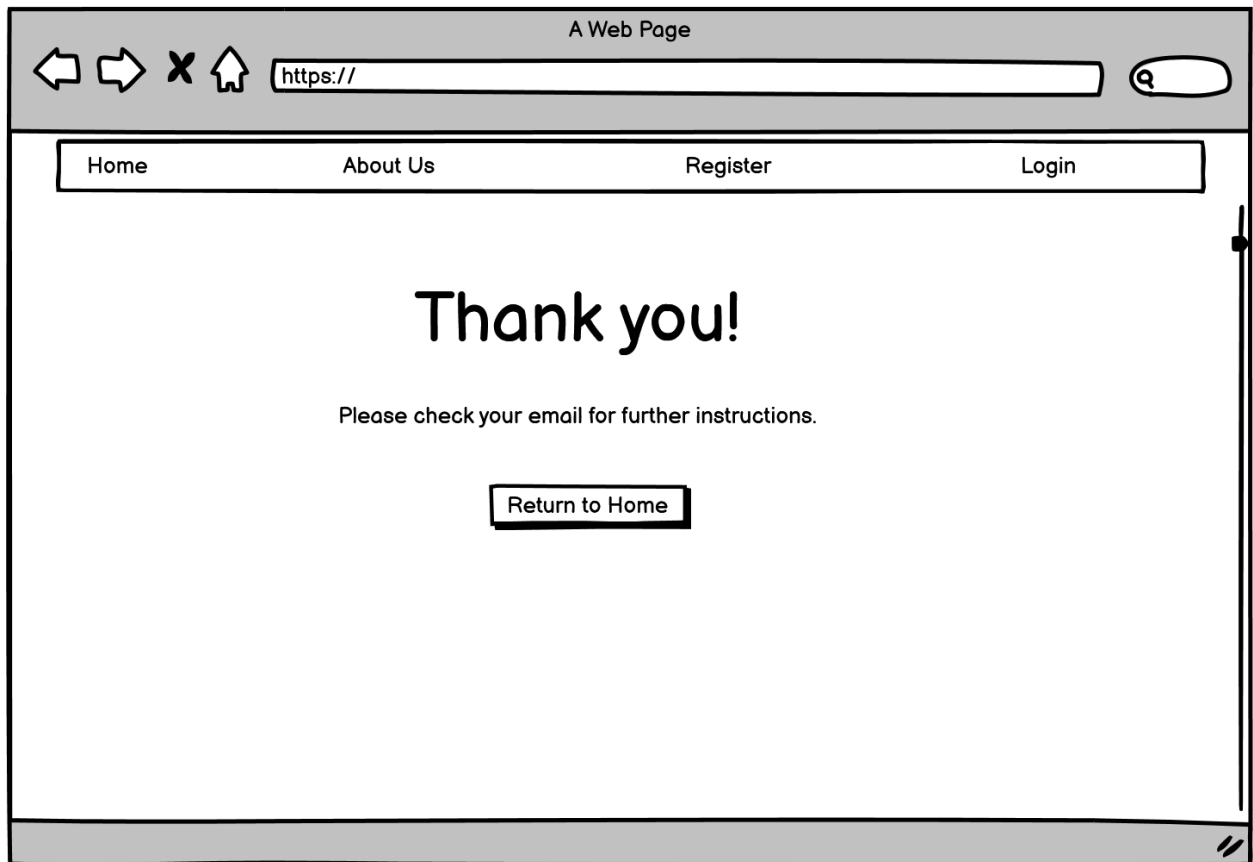 A Web Page
https://
Home About Us Register Login
Thank you!
Please check your email for further instructions.
Return to Home